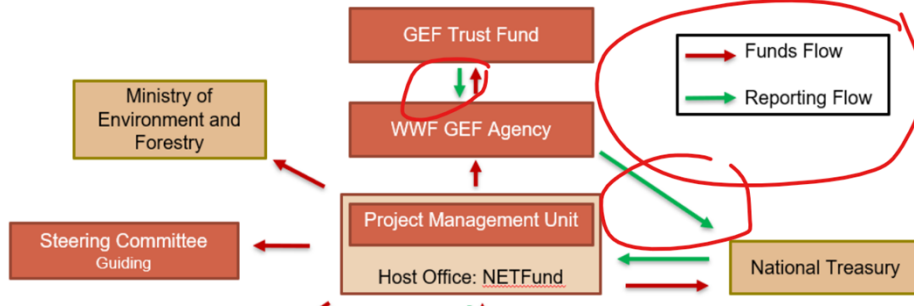 GEF Trust Fund
Funds Flow
Reporting Flow
Ministry of
Environment and
Forestry
WWF GEF Agency
Project Management Unit
Steering Committee
Guiding
Host Office: NETFund
National Treasury